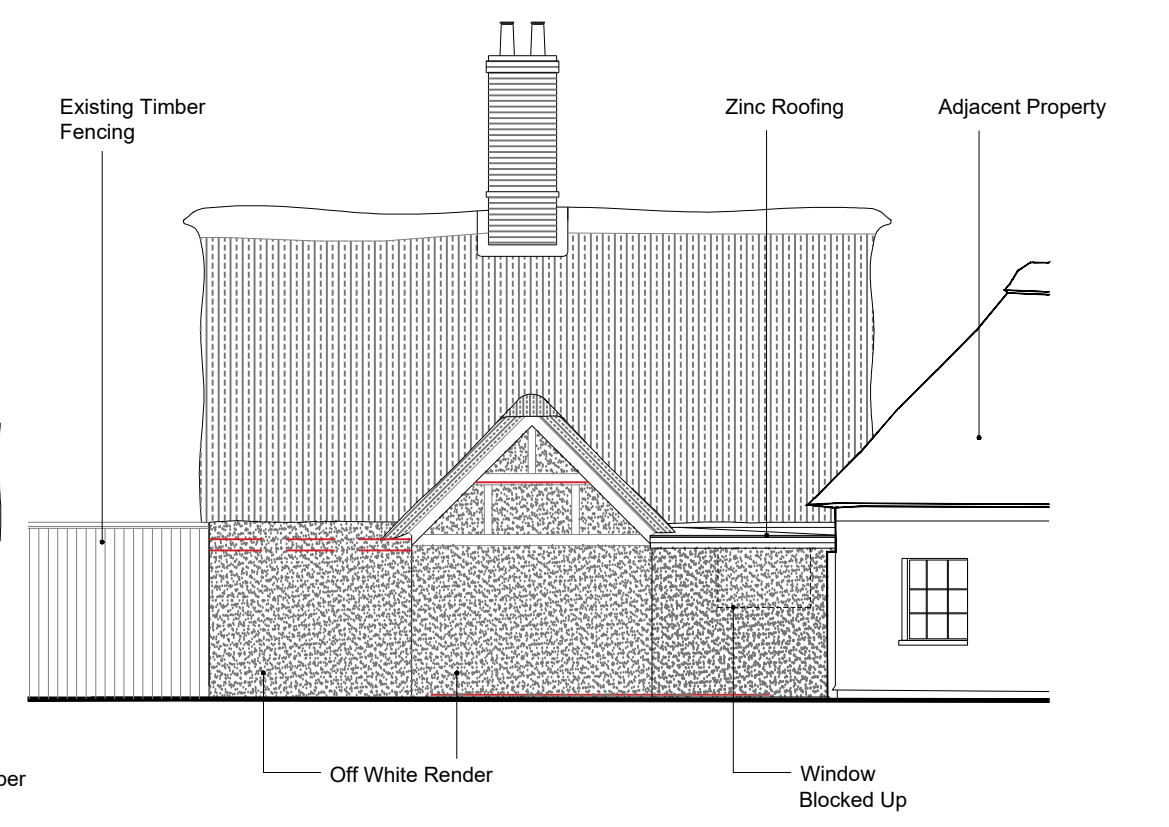 Existing Timber
Fencing
Zinc Roofing
Adjacent Property
Off White Render
Window
Blocked Up